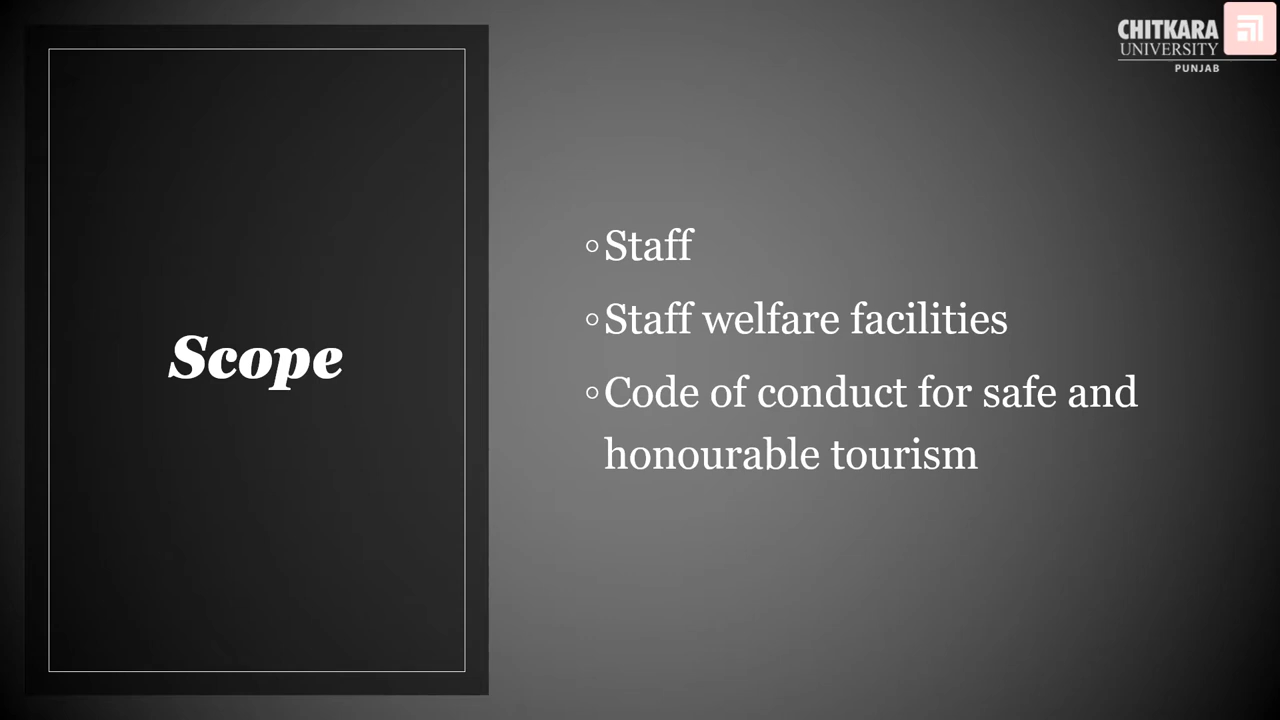 CHITKARA
UNIVERSITY
PUNJAB
Scope
◦Staff
◦Staff welfare facilities
◦Code of conduct for safe and
honourable tourism